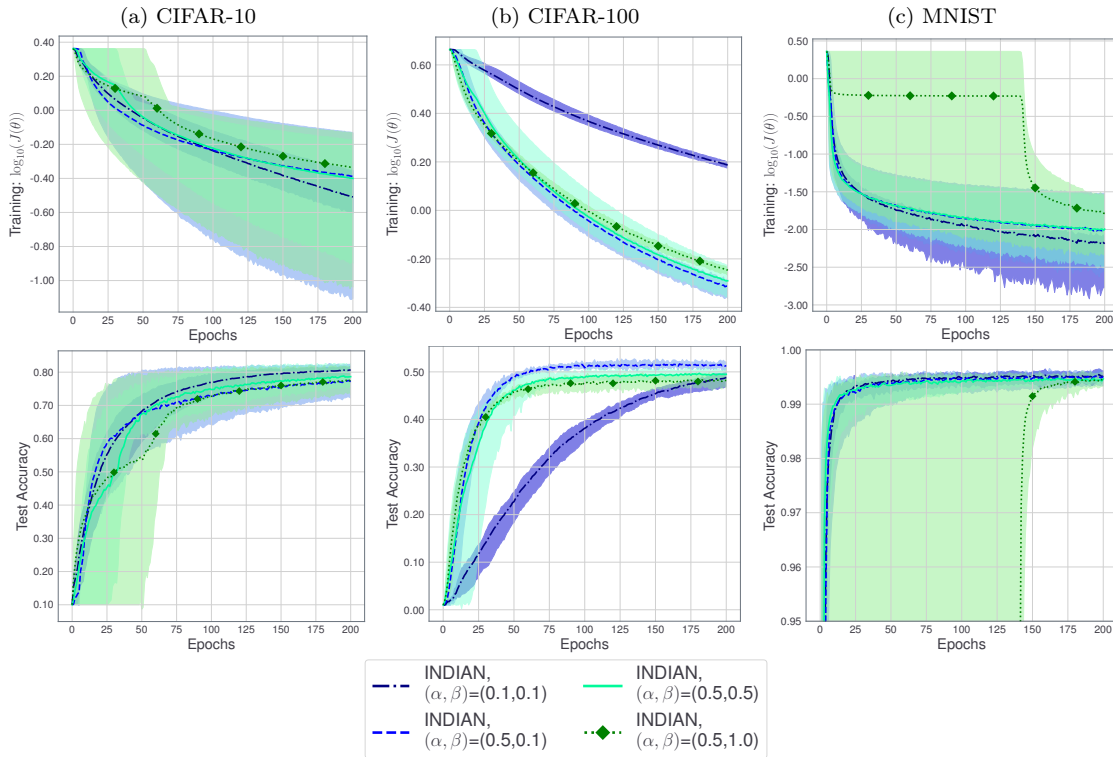 (a) CIFAR-10
(b) CIFAR-100
(c) MNIST
Training: log10(J(θ))
0.40
0.20
0.00
-0.20
-0.40
-0.60
-0.80
-1.00
0 25 50 75 100 125 150 175 200
Epochs
Training: log10(J(θ))
0.60
0.40
0.20
0.00
-0.20
-0.40
0 25 50 75 100 125 150 175 200
Epochs
Training: log10(J(θ))
0.50
0.00
-0.50
-1.00
-1.50
-2.00
-2.50
-3.00
0 25 50 75 100 125 150 175 200
Epochs
Test Accuracy
0.80
0.70
0.60
0.50
0.40
0.30
0.20
0.10
0 25 50 75 100 125 150 175 200
Epochs
Test Accuracy
0.50
0.40
0.30
0.20
0.10
0.00
0 25 50 75 100 125 150 175 200
Epochs
Test Accuracy
1.00
0.99
0.98
0.97
0.96
0.95
0 25 50 75 100 125 150 175 200
Epochs
INDIAN,
(α, β)=(0.1,0.1)
INDIAN,
(α, β)=(0.5,0.1)
INDIAN,
(α, β)=(0.5,0.5)
INDIAN,
(α, β)=(0.5,1.0)